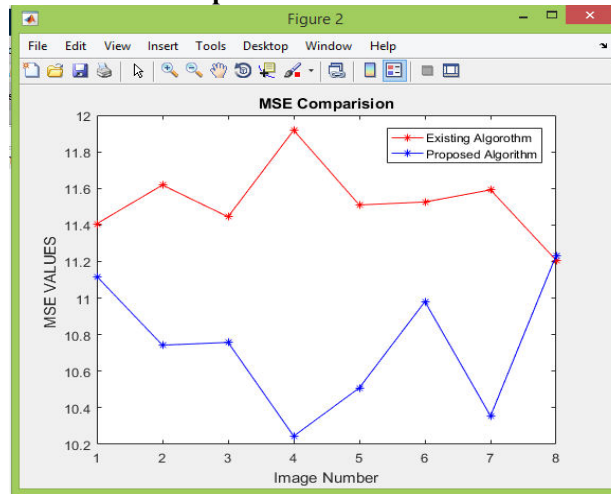 Figure 2
File Edit View Insert Tools Desktop Window Help
MSE Comparision
Existing Algorothm
Proposed Algorithm
MSE VALUES
12
11.8
11.6
11.4
11.2
11
10.8
10.6
10.4
10.2
1 2 3 4 5 6 7 8
Image Number